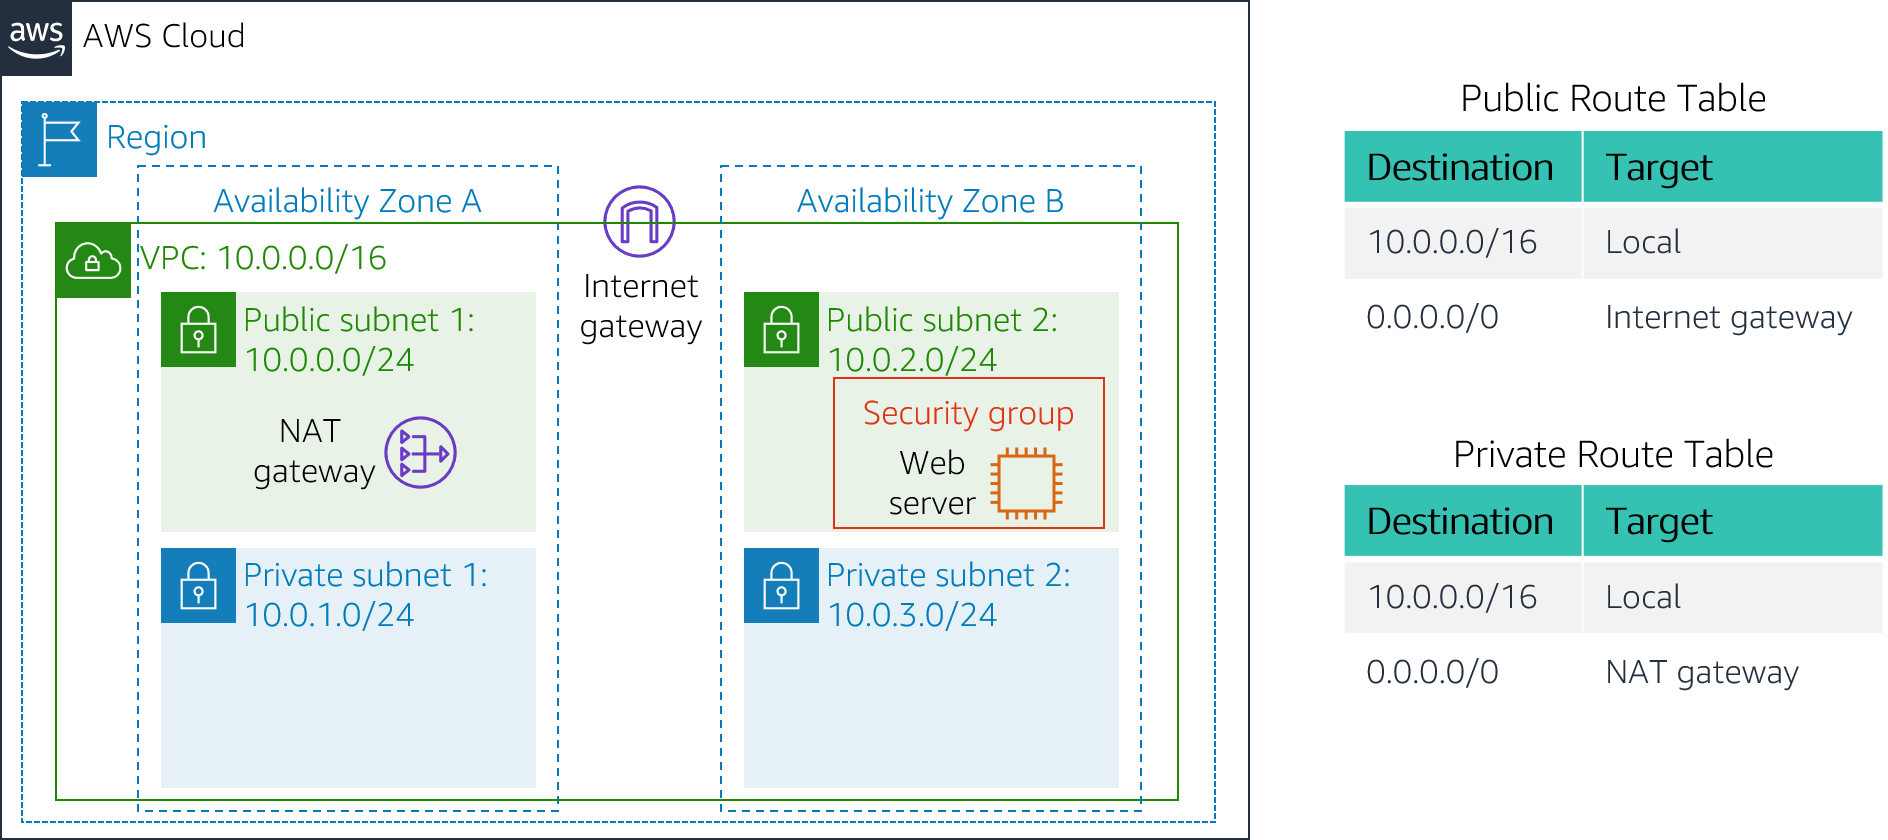 aws
AWS Cloud
Region
Availability Zone A
Availability Zone B
VPC: 10.0.0.0/16
Internet
gateway
Public subnet 1:
10.0.0.0/24
NAT
gateway
Public subnet 2:
10.0.2.0/24
Security group
Web
server
Private subnet 1:
10.0.1.0/24
Private subnet 2:
10.0.3.0/24
Public Route Table
Destination Target
10.0.0.0/16 Local
0.0.0.0/0 Internet gateway
Private Route Table
Destination Target
10.0.0.0/16 Local
0.0.0.0/0 NAT gateway